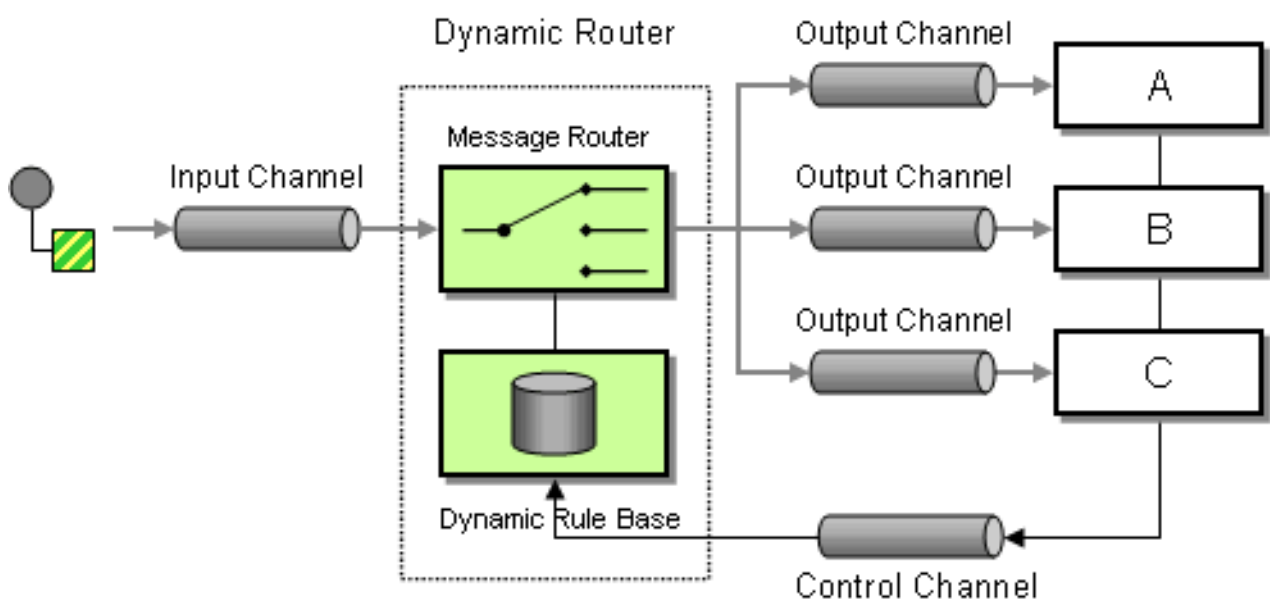 Dynamic Router
Output Channel
A
Message Router
Input Channel
Output Channel
B
Output Channel
C
Dynamic Rule Base
Control Channel